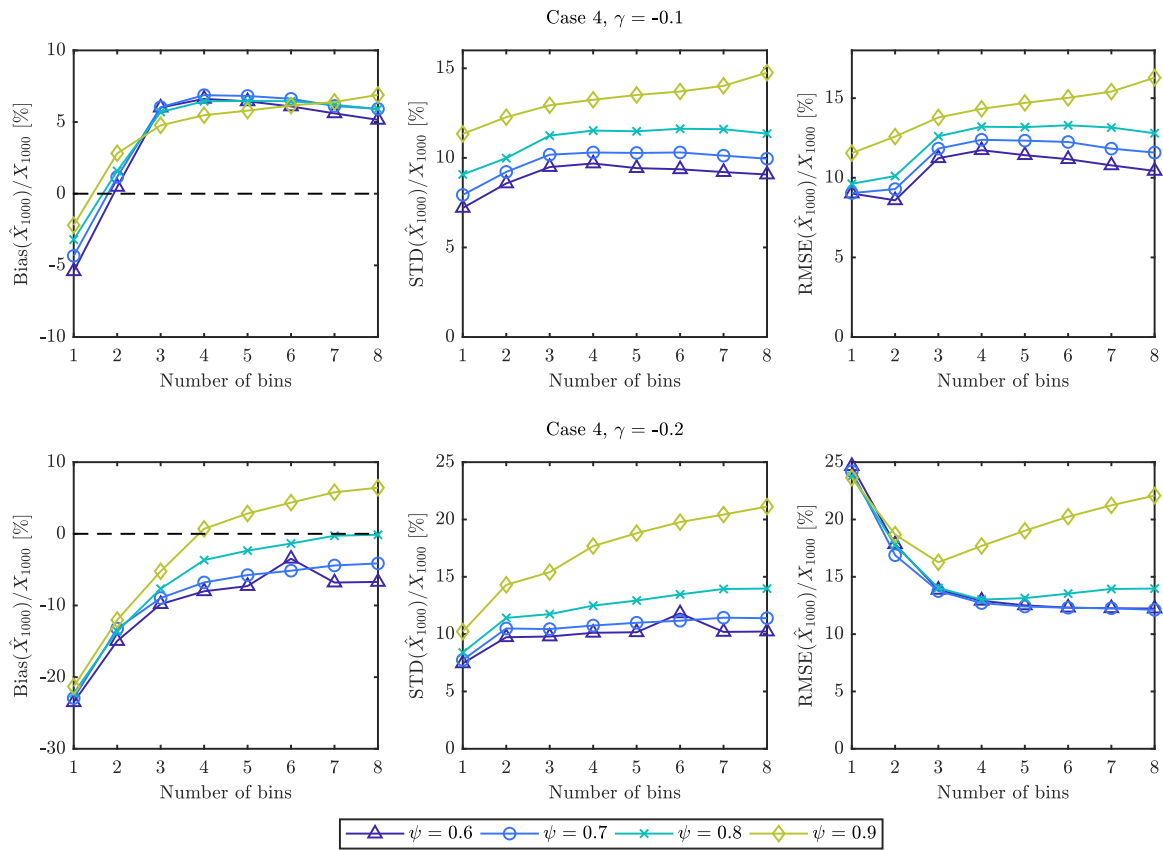 Case 4, γ = -0.1
Bias(X̂₁₀₀₀)/X₁₀₀₀ [%]
10
5
0
-5
-10
1 2 3 4 5 6 7 8
Number of bins
STD(X̂₁₀₀₀)/X₁₀₀₀ [%]
15
10
5
0
1 2 3 4 5 6 7 8
Number of bins
RMSE(X̂₁₀₀₀)/X₁₀₀₀ [%]
15
10
5
0
1 2 3 4 5 6 7 8
Number of bins
Case 4, γ = -0.2
Bias(X̂₁₀₀₀)/X₁₀₀₀ [%]
10
0
-10
-20
-30
1 2 3 4 5 6 7 8
Number of bins
STD(X̂₁₀₀₀)/X₁₀₀₀ [%]
25
20
15
10
5
0
1 2 3 4 5 6 7 8
Number of bins
RMSE(X̂₁₀₀₀)/X₁₀₀₀ [%]
25
20
15
10
5
0
1 2 3 4 5 6 7 8
Number of bins
ψ = 0.6 ψ = 0.7 ψ = 0.8 ψ = 0.9